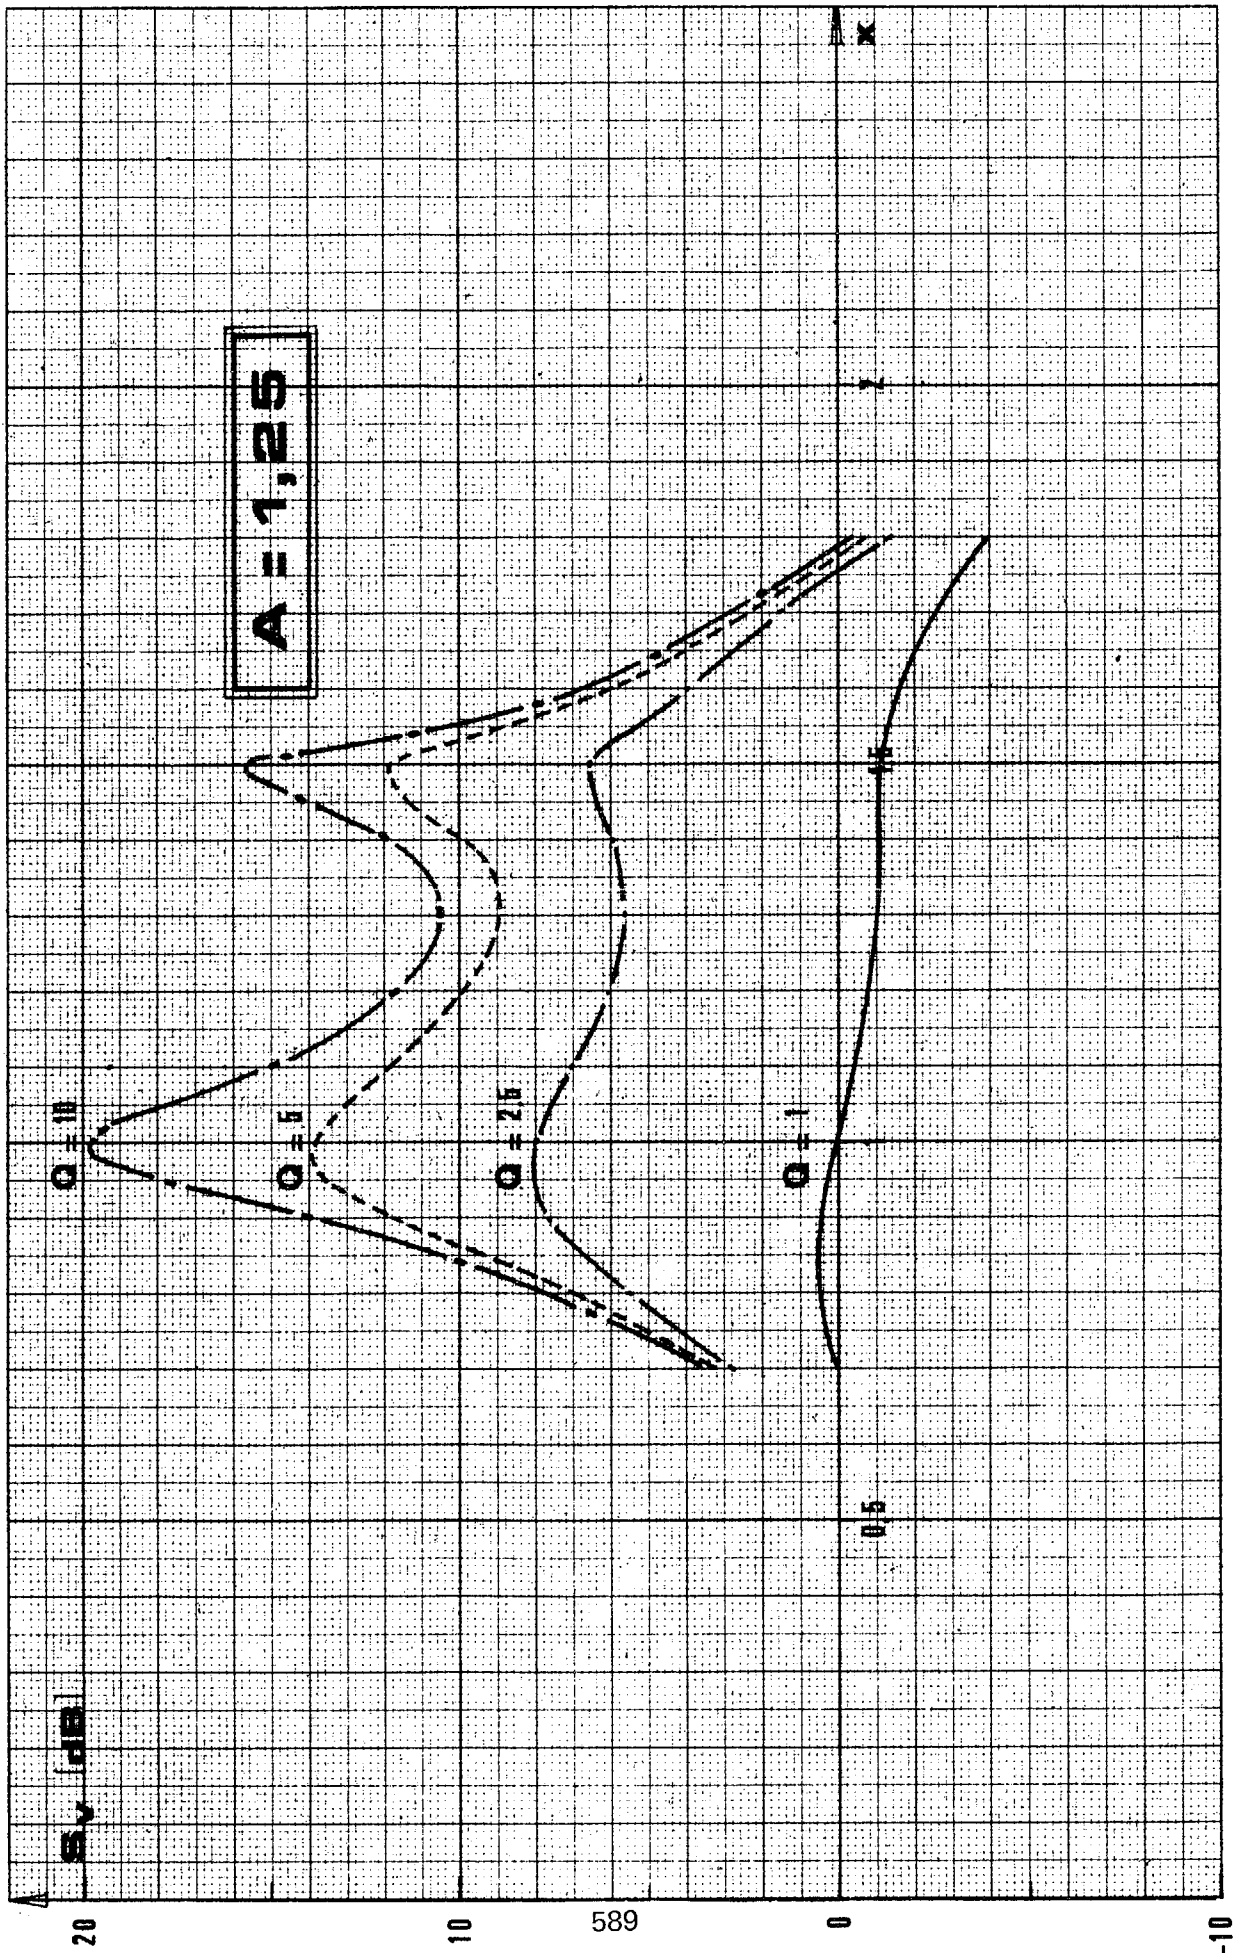 S_v [dB]
20
10
0
-10
Q = 10
Q = 5
Q = 2,5
Q = 1
A = 1,25
0,5
1
1,5
2
x
589